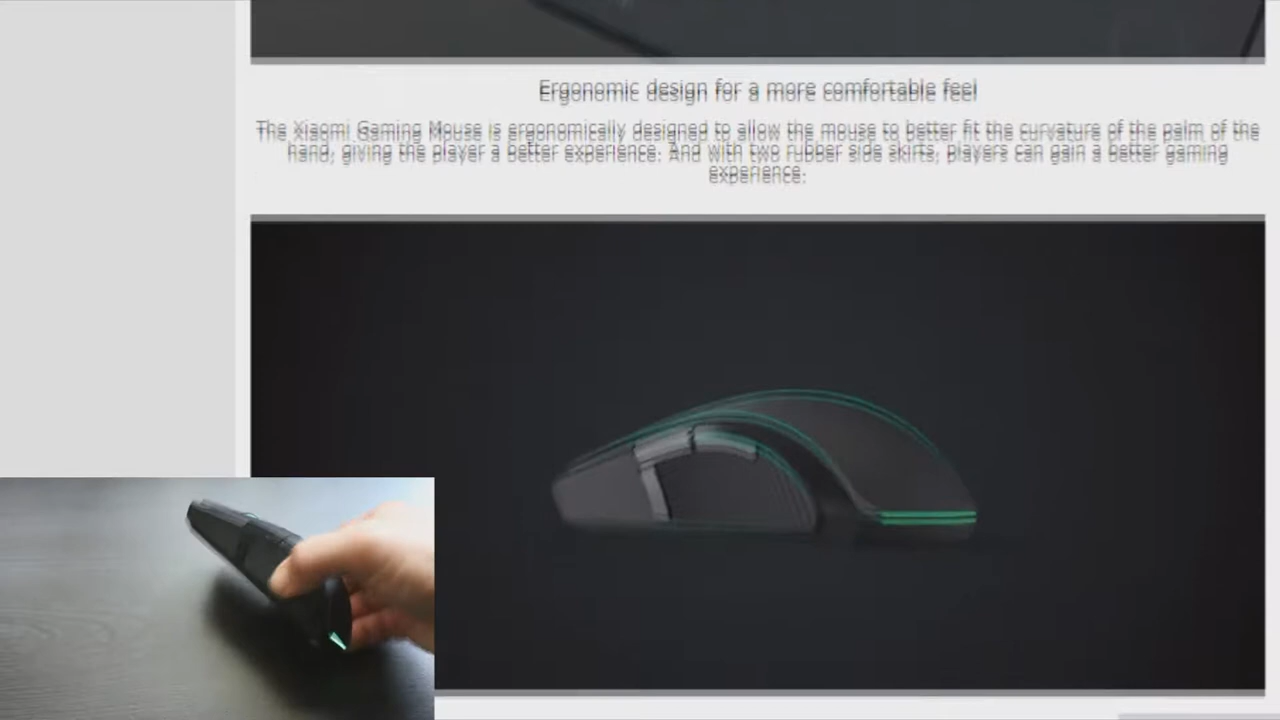 Ergonomic design for a more comfortable feel
The Xiaomi Gaming Mouse is ergonomically designed to allow the mouse to better fit the curvature of the palm of the
hand, giving the player a better experience. And with two rubber side skirts, players can gain a better gaming
experience.